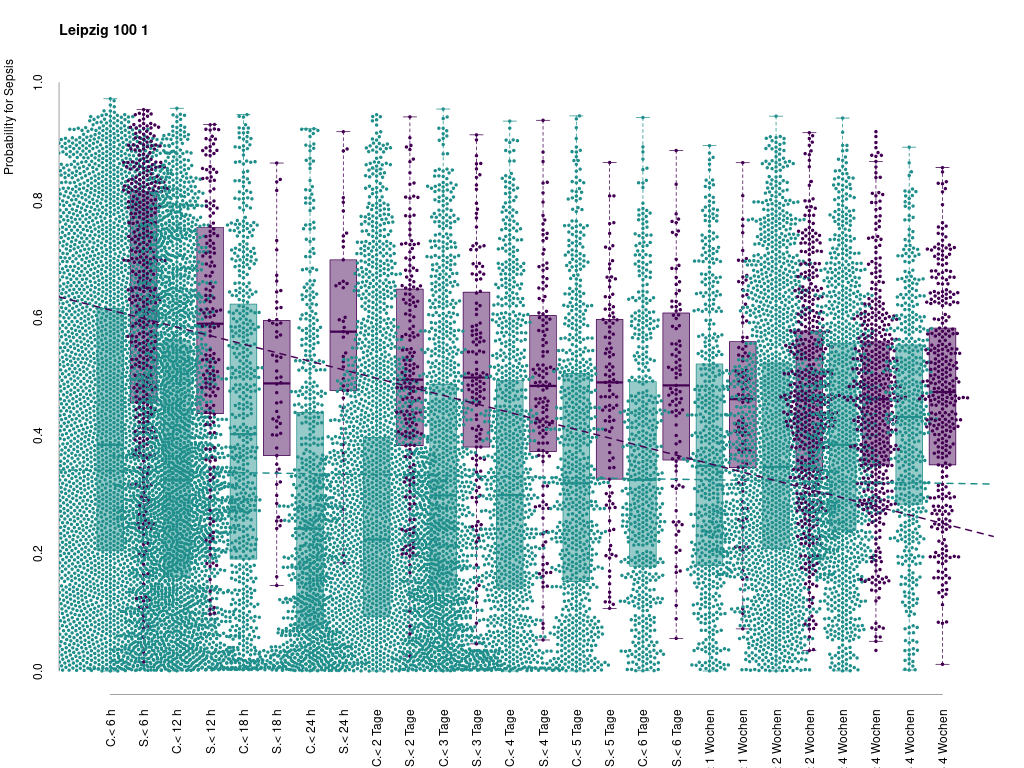 Leipzig 100 1
Probability for Sepsis
1.0
0.8
0.6
0.4
0.2
0.0
C.< 6 h
S.< 6 h
C.< 12 h
S.< 12 h
C.< 18 h
S.< 18 h
C.< 24 h
S.< 24 h
C.< 2 Tage
S.< 2 Tage
C.< 3 Tage
S.< 3 Tage
C.< 4 Tage
S.< 4 Tage
C.< 5 Tage
S.< 5 Tage
C.< 6 Tage
S.< 6 Tage
1 Wochen
1 Wochen
2 Wochen
2 Wochen
4 Wochen
4 Wochen
4 Wochen
4 Wochen